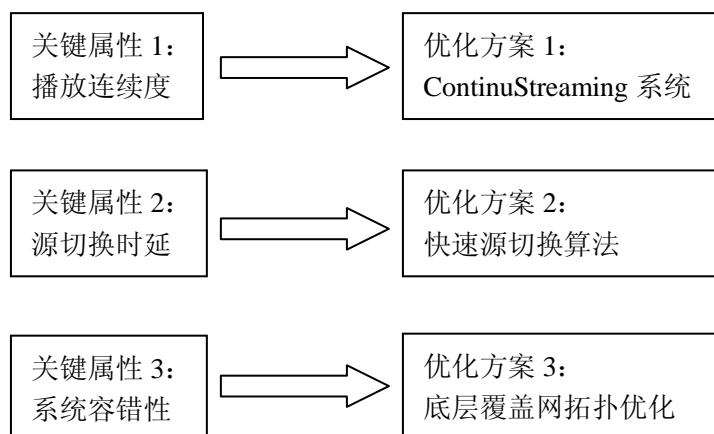 关键属性 1：
播放连续度
优化方案 1：
ContinuStreaming 系统
关键属性 2：
源切换时延
优化方案 2：
快速源切换算法
关键属性 3：
系统容错性
优化方案 3：
底层覆盖网拓扑优化